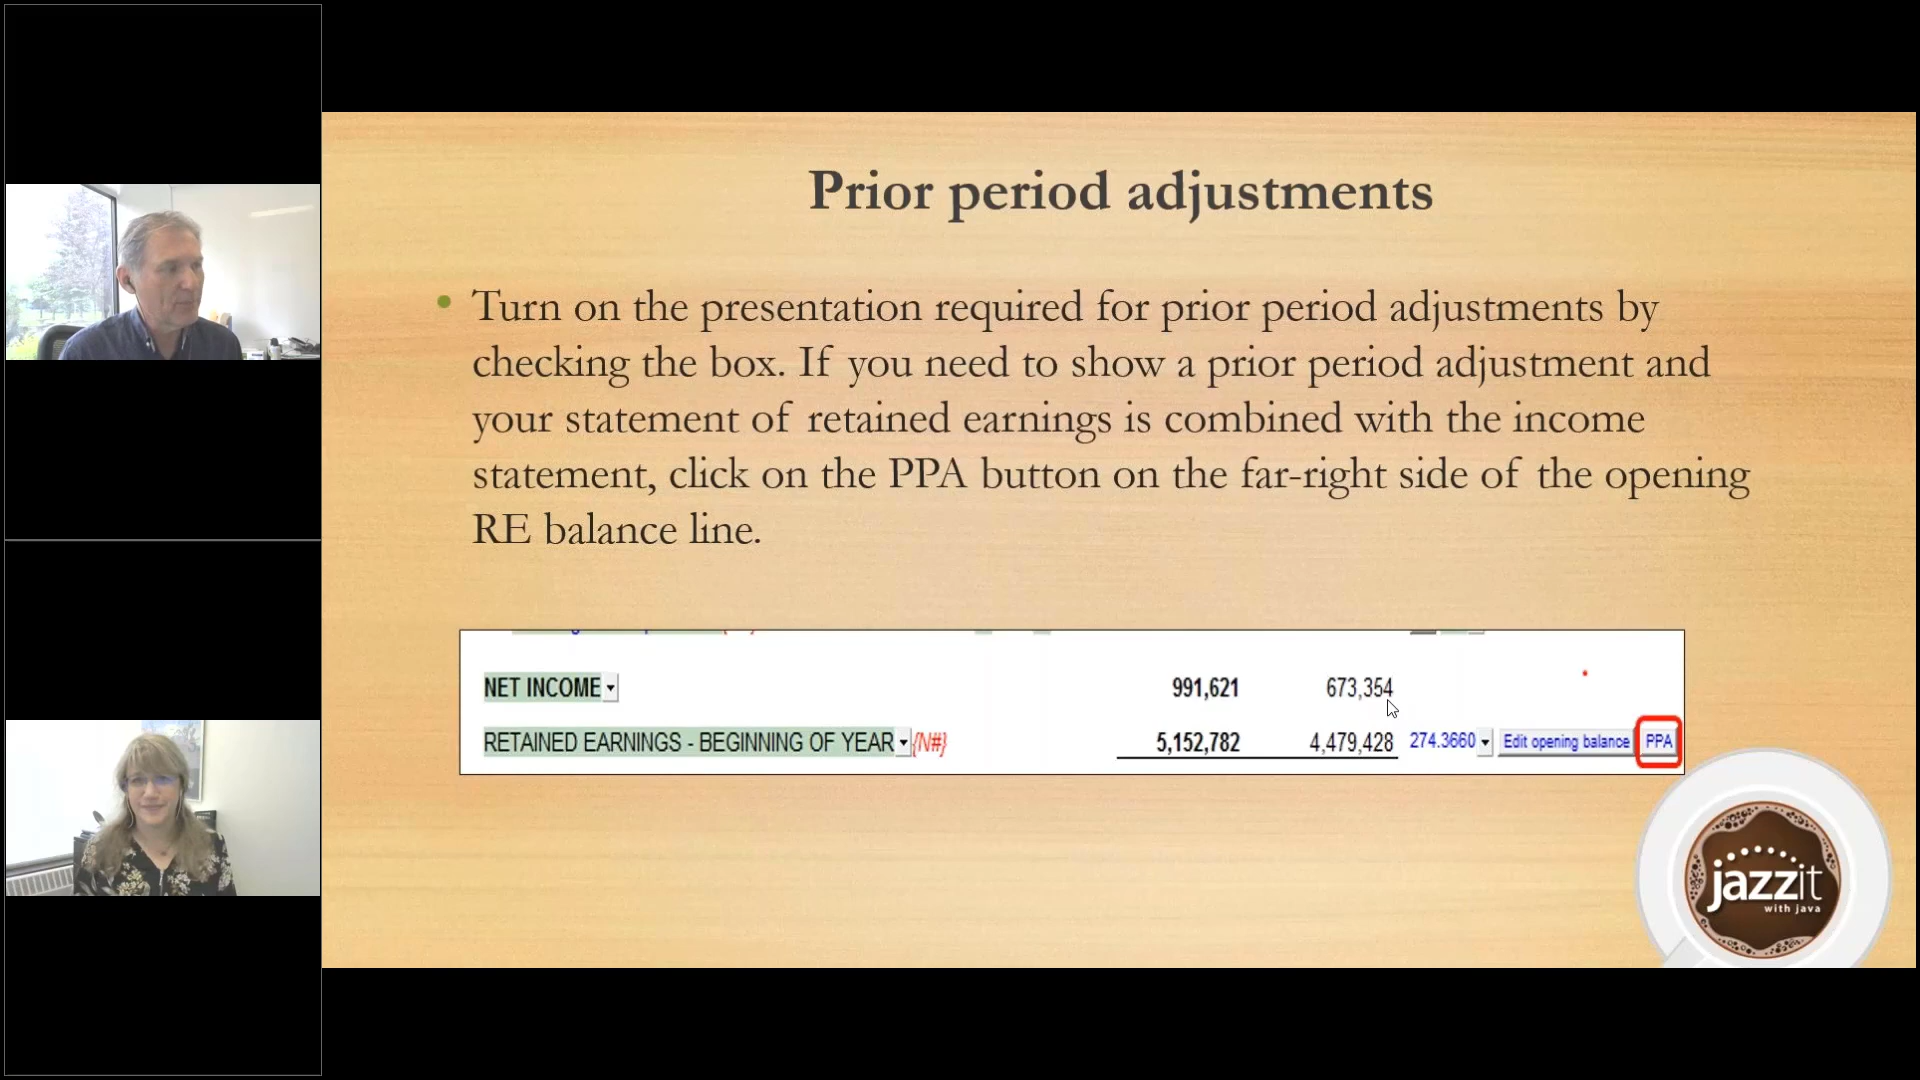 Prior period adjustments
• Turn on the presentation required for prior period adjustments by
checking the box. If you need to show a prior period adjustment and
your statement of retained earnings is combined with the income
statement, click on the PPA button on the far-right side of the opening
RE balance line.
NET INCOME 991,621 673,354
RETAINED EARNINGS - BEGINNING OF YEAR {N#} 5,152,782 4,479,428 274.3660 Edit opening balance PPA
jazzit
with java